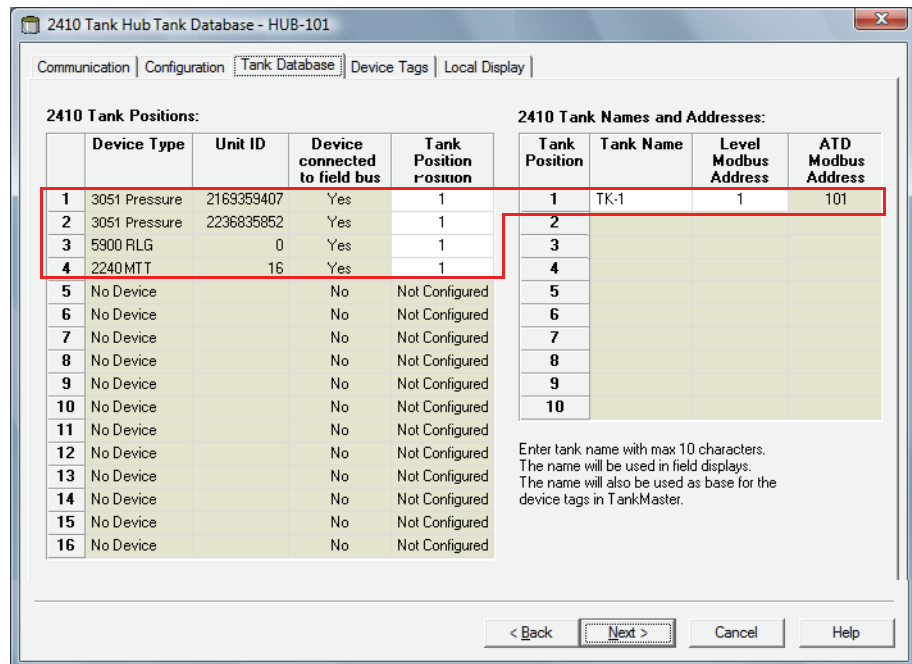 2410 Tank Hub Tank Database - HUB-101
Communication Configuration Tank Database Device Tags Local Display
2410 Tank Positions:
Device Type Unit ID Device connected to field bus Tank Position Position
1 3051 Pressure 2169359407 Yes 1
2 3051 Pressure 2236835852 Yes 1
3 5900 RLG 0 Yes 1
4 2240 MTT 16 Yes 1
5 No Device No Not Configured
6 No Device No Not Configured
7 No Device No Not Configured
8 No Device No Not Configured
9 No Device No Not Configured
10 No Device No Not Configured
11 No Device No Not Configured
12 No Device No Not Configured
13 No Device No Not Configured
14 No Device No Not Configured
15 No Device No Not Configured
16 No Device No Not Configured
2410 Tank Names and Addresses:
Tank Position Tank Name Level Modbus Address ATD Modbus Address
1 TK-1 1 101
2
3
4
5
6
7
8
9
10
Enter tank name with max 10 characters.
The name will be used in field displays.
The name will also be used as base for the
device tags in TankMaster.
< Back Next > Cancel Help